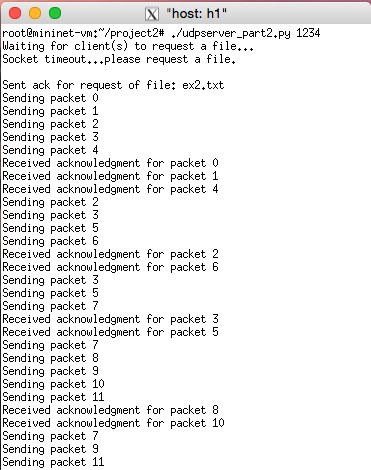 "host: h1"
root@mininet-vm:~/project2# ./udpserver_part2.py 1234
Waiting for client(s) to request a file...
Socket timeout...please request a file.
Sent ack for request of file: ex2.txt
Sending packet 0
Sending packet 1
Sending packet 2
Sending packet 3
Sending packet 4
Received acknowledgment for packet 0
Received acknowledgment for packet 1
Received acknowledgment for packet 4
Sending packet 2
Sending packet 3
Sending packet 5
Sending packet 6
Received acknowledgment for packet 2
Received acknowledgment for packet 6
Sending packet 3
Sending packet 5
Sending packet 7
Received acknowledgment for packet 3
Received acknowledgment for packet 5
Sending packet 7
Sending packet 8
Sending packet 9
Sending packet 10
Sending packet 11
Received acknowledgment for packet 8
Received acknowledgment for packet 10
Sending packet 7
Sending packet 9
Sending packet 11